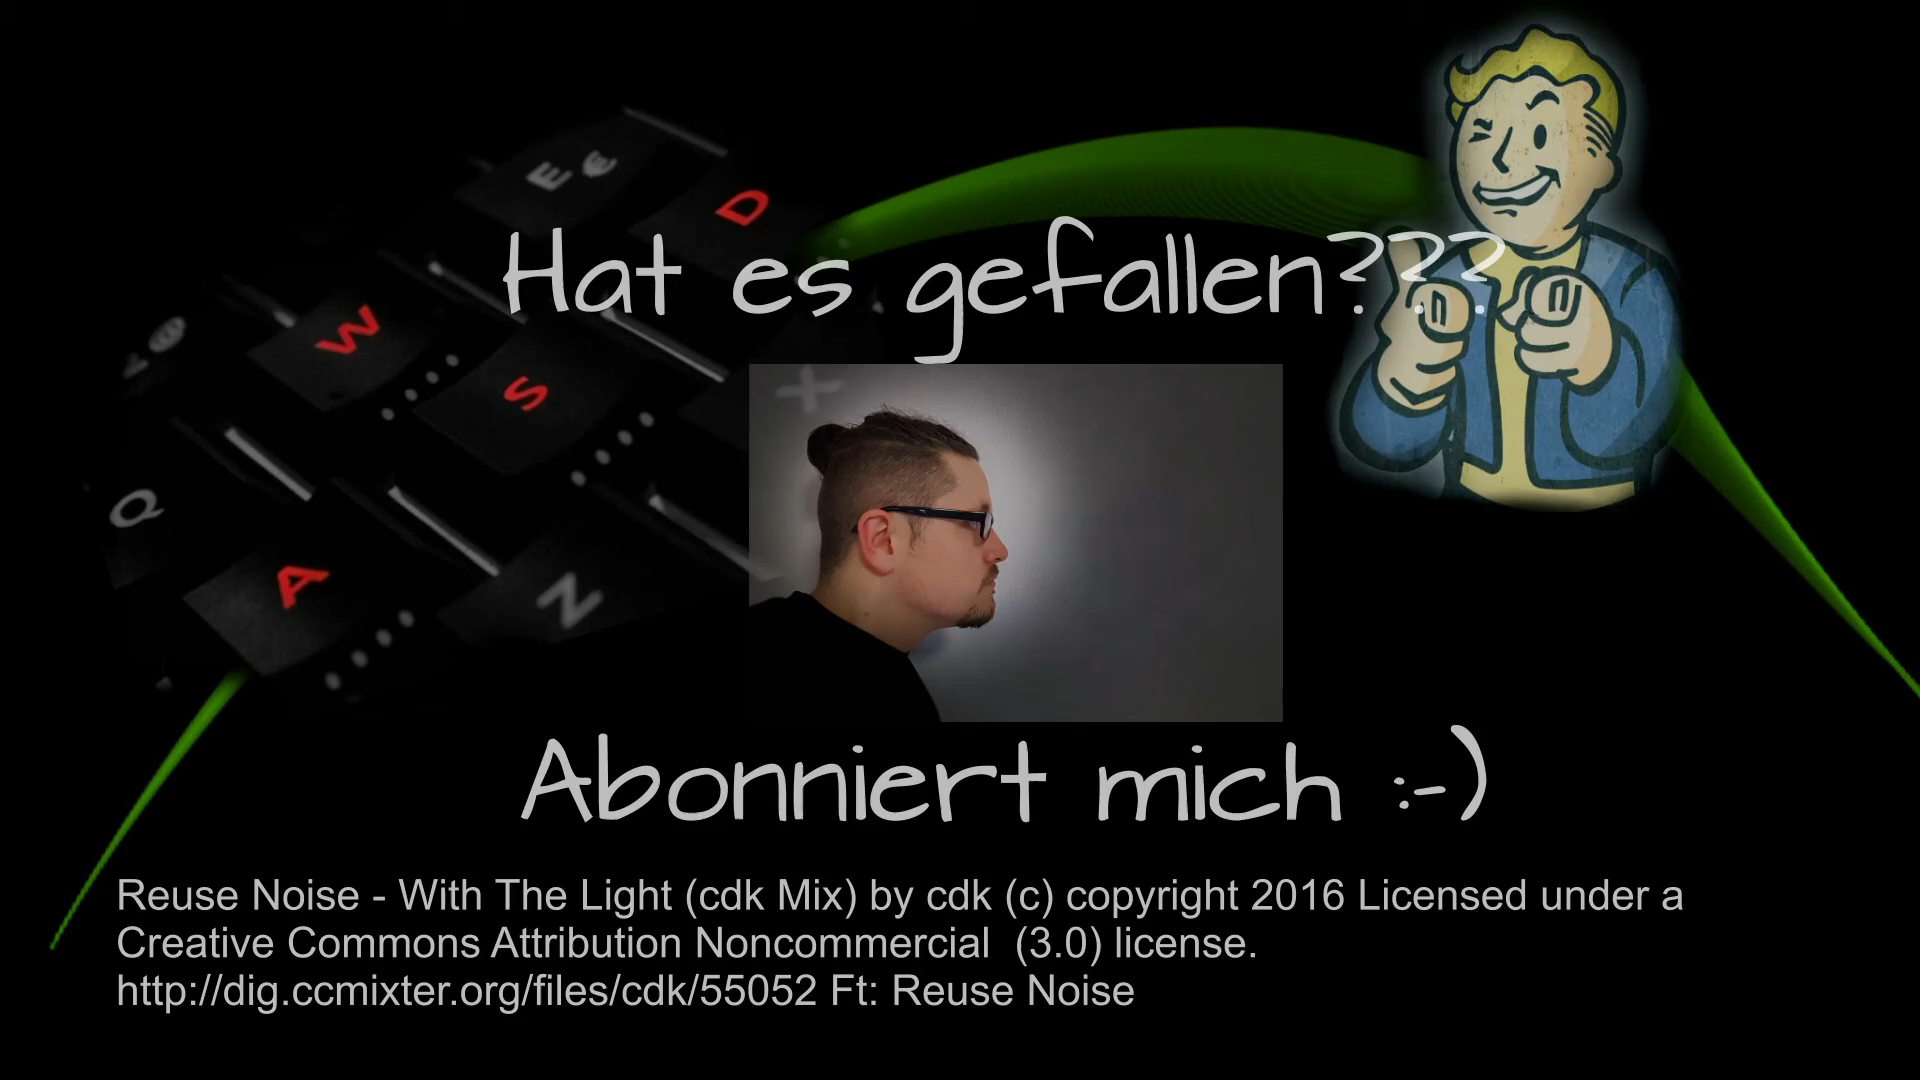 E €
D
Hat es gefallen???
W
S
X
Q
A
Z
Abonniert mich :-)
Reuse Noise - With The Light (cdk Mix) by cdk (c) copyright 2016 Licensed under a
Creative Commons Attribution Noncommercial  (3.0) license.
http://dig.ccmixter.org/files/cdk/55052 Ft: Reuse Noise